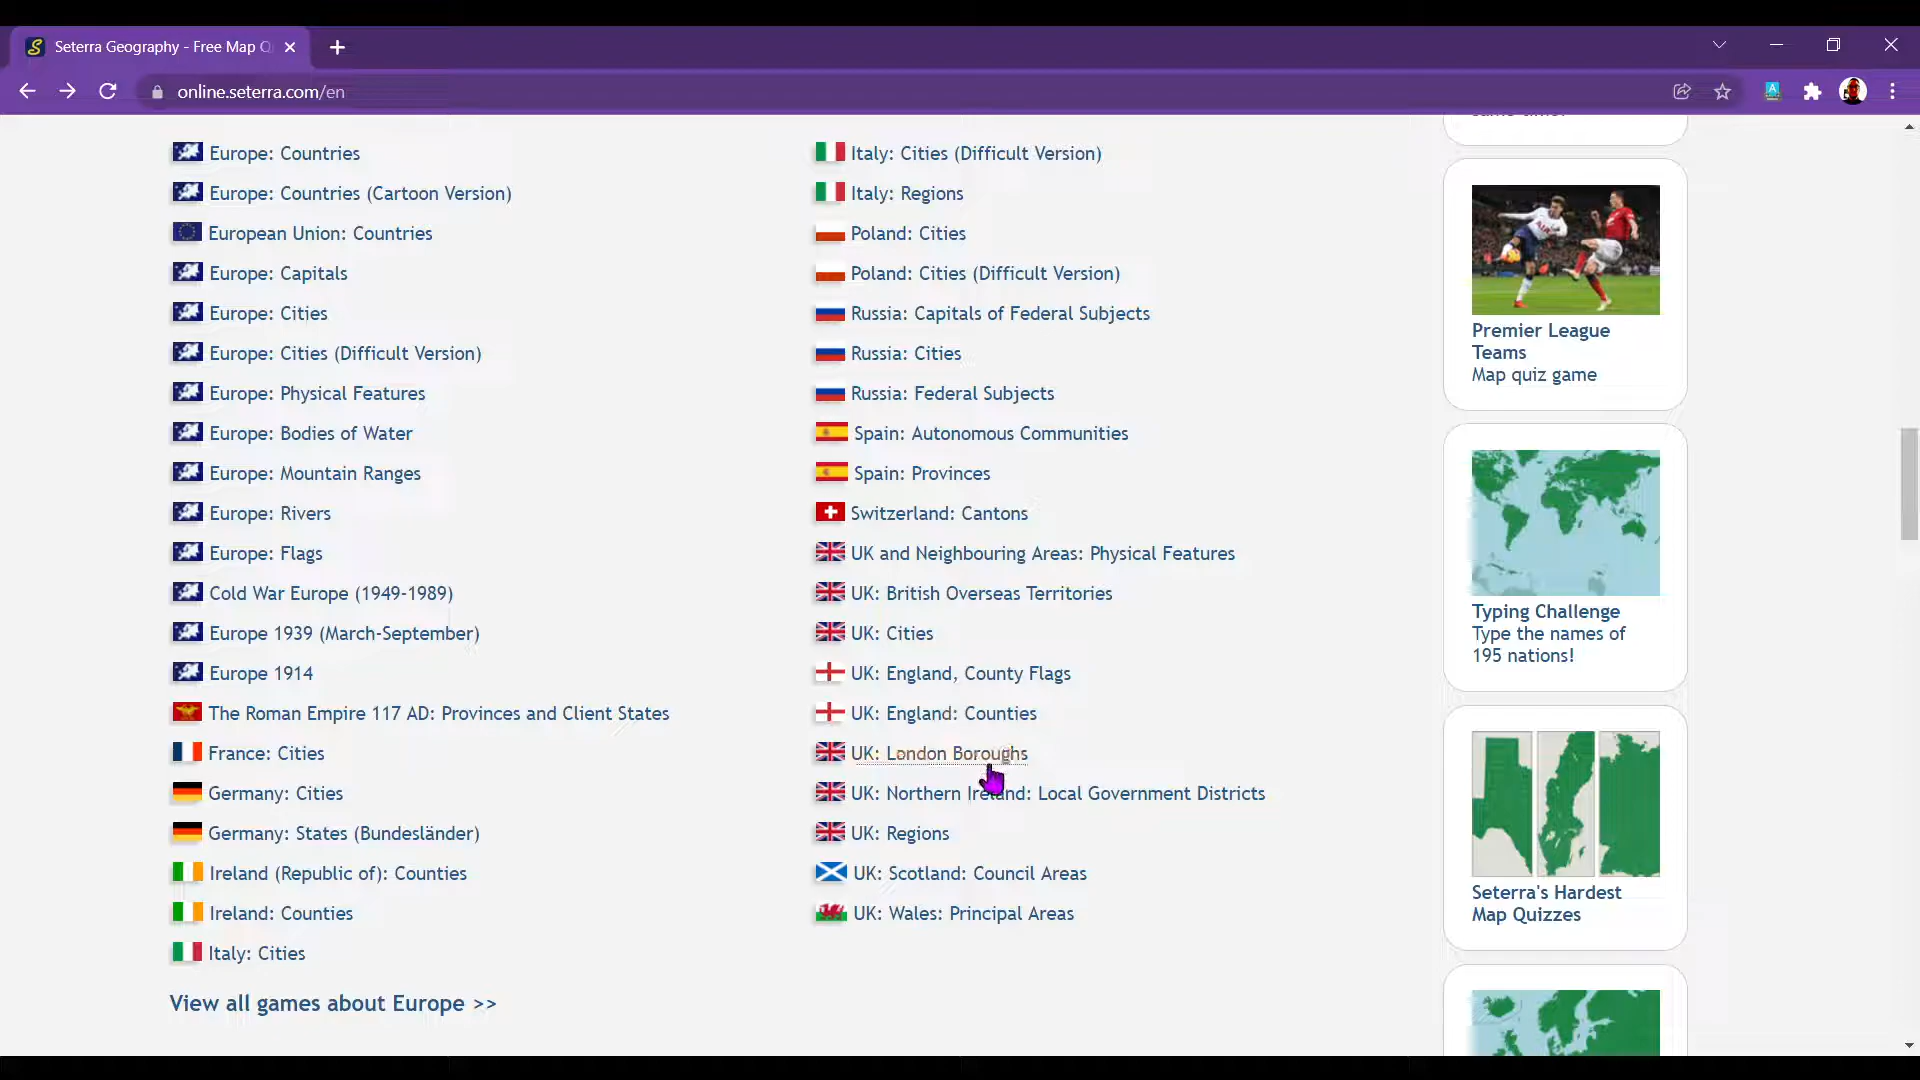 Seterra Geography - Free Map Q
online.seterra.com/en
Europe: Countries
Europe: Countries (Cartoon Version)
European Union: Countries
Europe: Capitals
Europe: Cities
Europe: Cities (Difficult Version)
Europe: Physical Features
Europe: Bodies of Water
Europe: Mountain Ranges
Europe: Rivers
Europe: Flags
Cold War Europe (1949-1989)
Europe 1939 (March-September)
Europe 1914
The Roman Empire 117 AD: Provinces and Client States
France: Cities
Germany: Cities
Germany: States (Bundesländer)
Ireland (Republic of): Counties
Ireland: Counties
Italy: Cities
View all games about Europe >>
Italy: Cities (Difficult Version)
Italy: Regions
Poland: Cities
Poland: Cities (Difficult Version)
Russia: Capitals of Federal Subjects
Russia: Cities
Russia: Federal Subjects
Spain: Autonomous Communities
Spain: Provinces
Switzerland: Cantons
UK and Neighbouring Areas: Physical Features
UK: British Overseas Territories
UK: Cities
UK: England, County Flags
UK: England: Counties
UK: London Boroughs
UK: Northern Ireland: Local Government Districts
UK: Regions
UK: Scotland: Council Areas
UK: Wales: Principal Areas
Premier League
Teams
Map quiz game
Typing Challenge
Type the names of
195 nations!
Seterra's Hardest
Map Quizzes